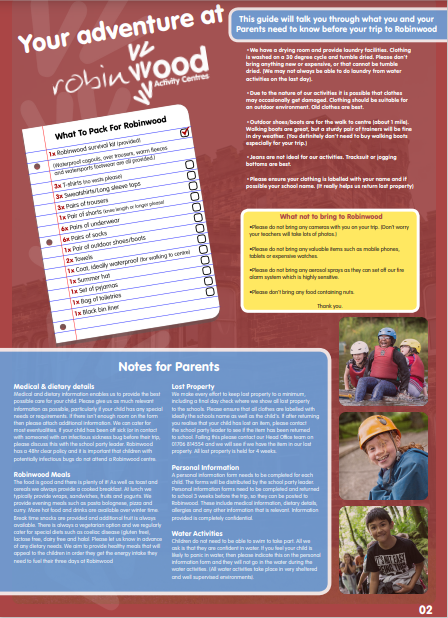 Your adventure at
robinwood
Activity Centres
This guide will talk you through what you and your
Parents need to know before your trip to Robinwood
•We have a drying room and provide laundry facilities. Clothing
is washed on a 30 degree cycle and tumble dried. Please don't
bring anything new or expensive, or that cannot be tumble
dried. (We may not always be able to do laundry from water
activities on the last day).
•Due to the nature of our activities it is possible that clothes
may occasionally get damaged. Clothing should be suitable for
an outdoor environment. Old clothes are best.
•Outdoor shoes/boots are for the walk to centre (about 1 mile).
Walking boots are great, but a sturdy pair of trainers will be fine
in dry weather. (You definitely don't need to buy walking boots
especially for your trip.)
•Jeans are not ideal for our activities. Tracksuit or jogging
bottoms are best.
•Please ensure your clothing is labelled with your name and if
possible your school name. (It really helps us return lost property)
What To Pack For Robinwood
1x Robinwood survival kit (provided).
(Waterproof cagouls, over trousers, warm fleeces
and watersports footwear are all provided.)
3x T-shirts (no vests please)
3x Sweatshirts/Long sleeve tops
3x Pairs of trousers
1x Pair of shorts (knee length or longer please)
6x Pairs of underwear
6x Pairs of socks
1x Pair of outdoor shoes/boots
2x Towels
1x Coat, ideally waterproof (for walking to centre)
1x Summer hat
1x Set of pyjamas
1x Bag of toiletries
1x Black bin liner
What not to bring to Robinwood
•Please do not bring any cameras with you on your trip. (Don't worry
your teachers will take lots of photos.)
•Please do not bring any valuable items such as mobile phones,
tablets or expensive watches.
•Please do not bring any aerosol sprays as they can set off our fire
alarm system which is highly sensitive.
•Please don't bring any food containing nuts.
Thank you.
Notes for Parents
Medical & dietary details
Medical and dietary information enables us to provide the best
possible care for your child. Please give us as much relevant
information as possible, particularly if your child has any special
needs or requirements. If there isn't enough room on the form
then please attach additional information. We can cater for
most eventualities. If your child has been off sick (or in contact
with someone) with an infectious sickness bug before their trip,
please discuss this with the school party leader. Robinwood
has a 48hr clear policy and it is important that children with
potentially infectious bugs do not attend a Robinwood centre.
Robinwood Meals
The food is good and there is plenty of it! As well as toast and
cereals we always provide a cooked breakfast. At lunch we
typically provide wraps, sandwiches, fruits and yogurts. We
provide evening meals such as pasta bolognese, pizza and
curry. More hot food and drinks are available over winter time.
Break time snacks are provided and additional fruit is always
available. There is always a vegetarian option and we regularly
cater for special diets such as coeliac disease (gluten free),
lactose free, dairy free and halal. Please let us know in advance
of any dietary needs. We aim to provide healthy meals that will
appeal to the children in order they get the energy intake they
need to fuel their three days at Robinwood
Lost Property
We make every effort to keep lost property to a minimum,
including a final day check where we show all lost property
to the schools. Please ensure that all clothes are labelled with
ideally the schools name as well as the child's. If after returning
you realise that your child has lost an item, please contact
the school party leader to see if the item has been returned
to school. Failing this please contact our Head Office team on
01706 814554 and we will see if we have the item in our lost
property. All lost property is held for 4 weeks.
Personal Information
A personal information form needs to be completed for each
child. The forms will be distributed by the school party leader.
Personal information forms need to be completed and returned
to school 3 weeks before the trip, so they can be posted to
Robinwood. These include medical information, dietary details,
allergies and any other information that is relevant. Information
provided is completely confidential.
Water Activities
Children do not need to be able to swim to take part. All we
ask is that they are confident in water. If you feel your child is
likely to panic in water, then please indicate this on the personal
information form and they will not go in the water during the
water activities. (All water activities take place in very sheltered
and well supervised environments).
02